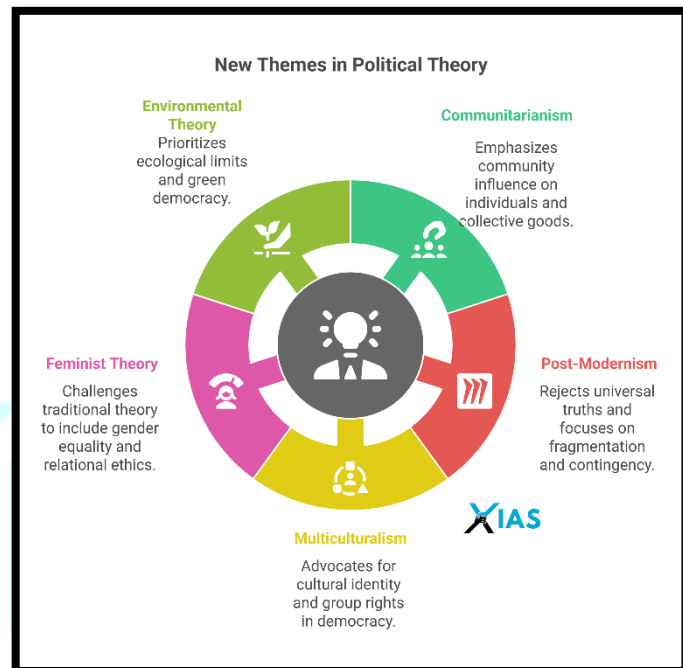 New Themes in Political Theory
Environmental
Theory
Prioritizes
ecological limits
and green
democracy.
Communitarianism
Emphasizes
community
influence on
individuals and
collective goods.
Feminist Theory
Challenges
traditional theory
to include gender
equality and
relational ethics.
Post-Modernism
Rejects universal
truths and
focuses on
fragmentation
and contingency.
Multiculturalism
Advocates for
cultural identity
and group rights
in democracy.
XIAS